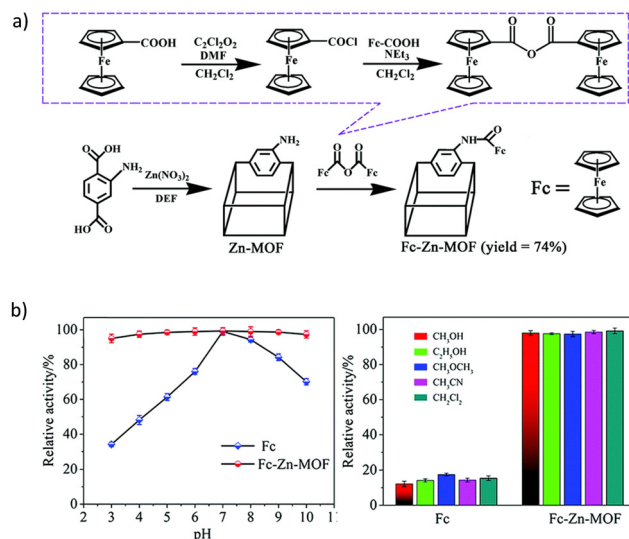 a)
COOH
Fe
C₂Cl₂O₂
DMF
CH₂Cl₂
COCl
Fe
Fc-COOH
NEt₃
CH₂Cl₂
O O
O
Fe Fe
OH
O
NH₂
O
HO
Zn(NO₃)₂
DEF
NH₂
Zn-MOF
O O
Fc O Fc
O
NH
Fc
Fc-Zn-MOF (yield = 74%)
Fc =
Fe
b)
Relative activity/%
100
80
60
40
20
0
2 3 4 5 6 7 8 9 10 1
pH
Fc
Fc-Zn-MOF
Relative activity/%
100
80
60
40
20
0
CH₃OH
C₂H₅OH
CH₃OCH₃
CH₃CN
CH₂Cl₂
Fc Fc-Zn-MOF